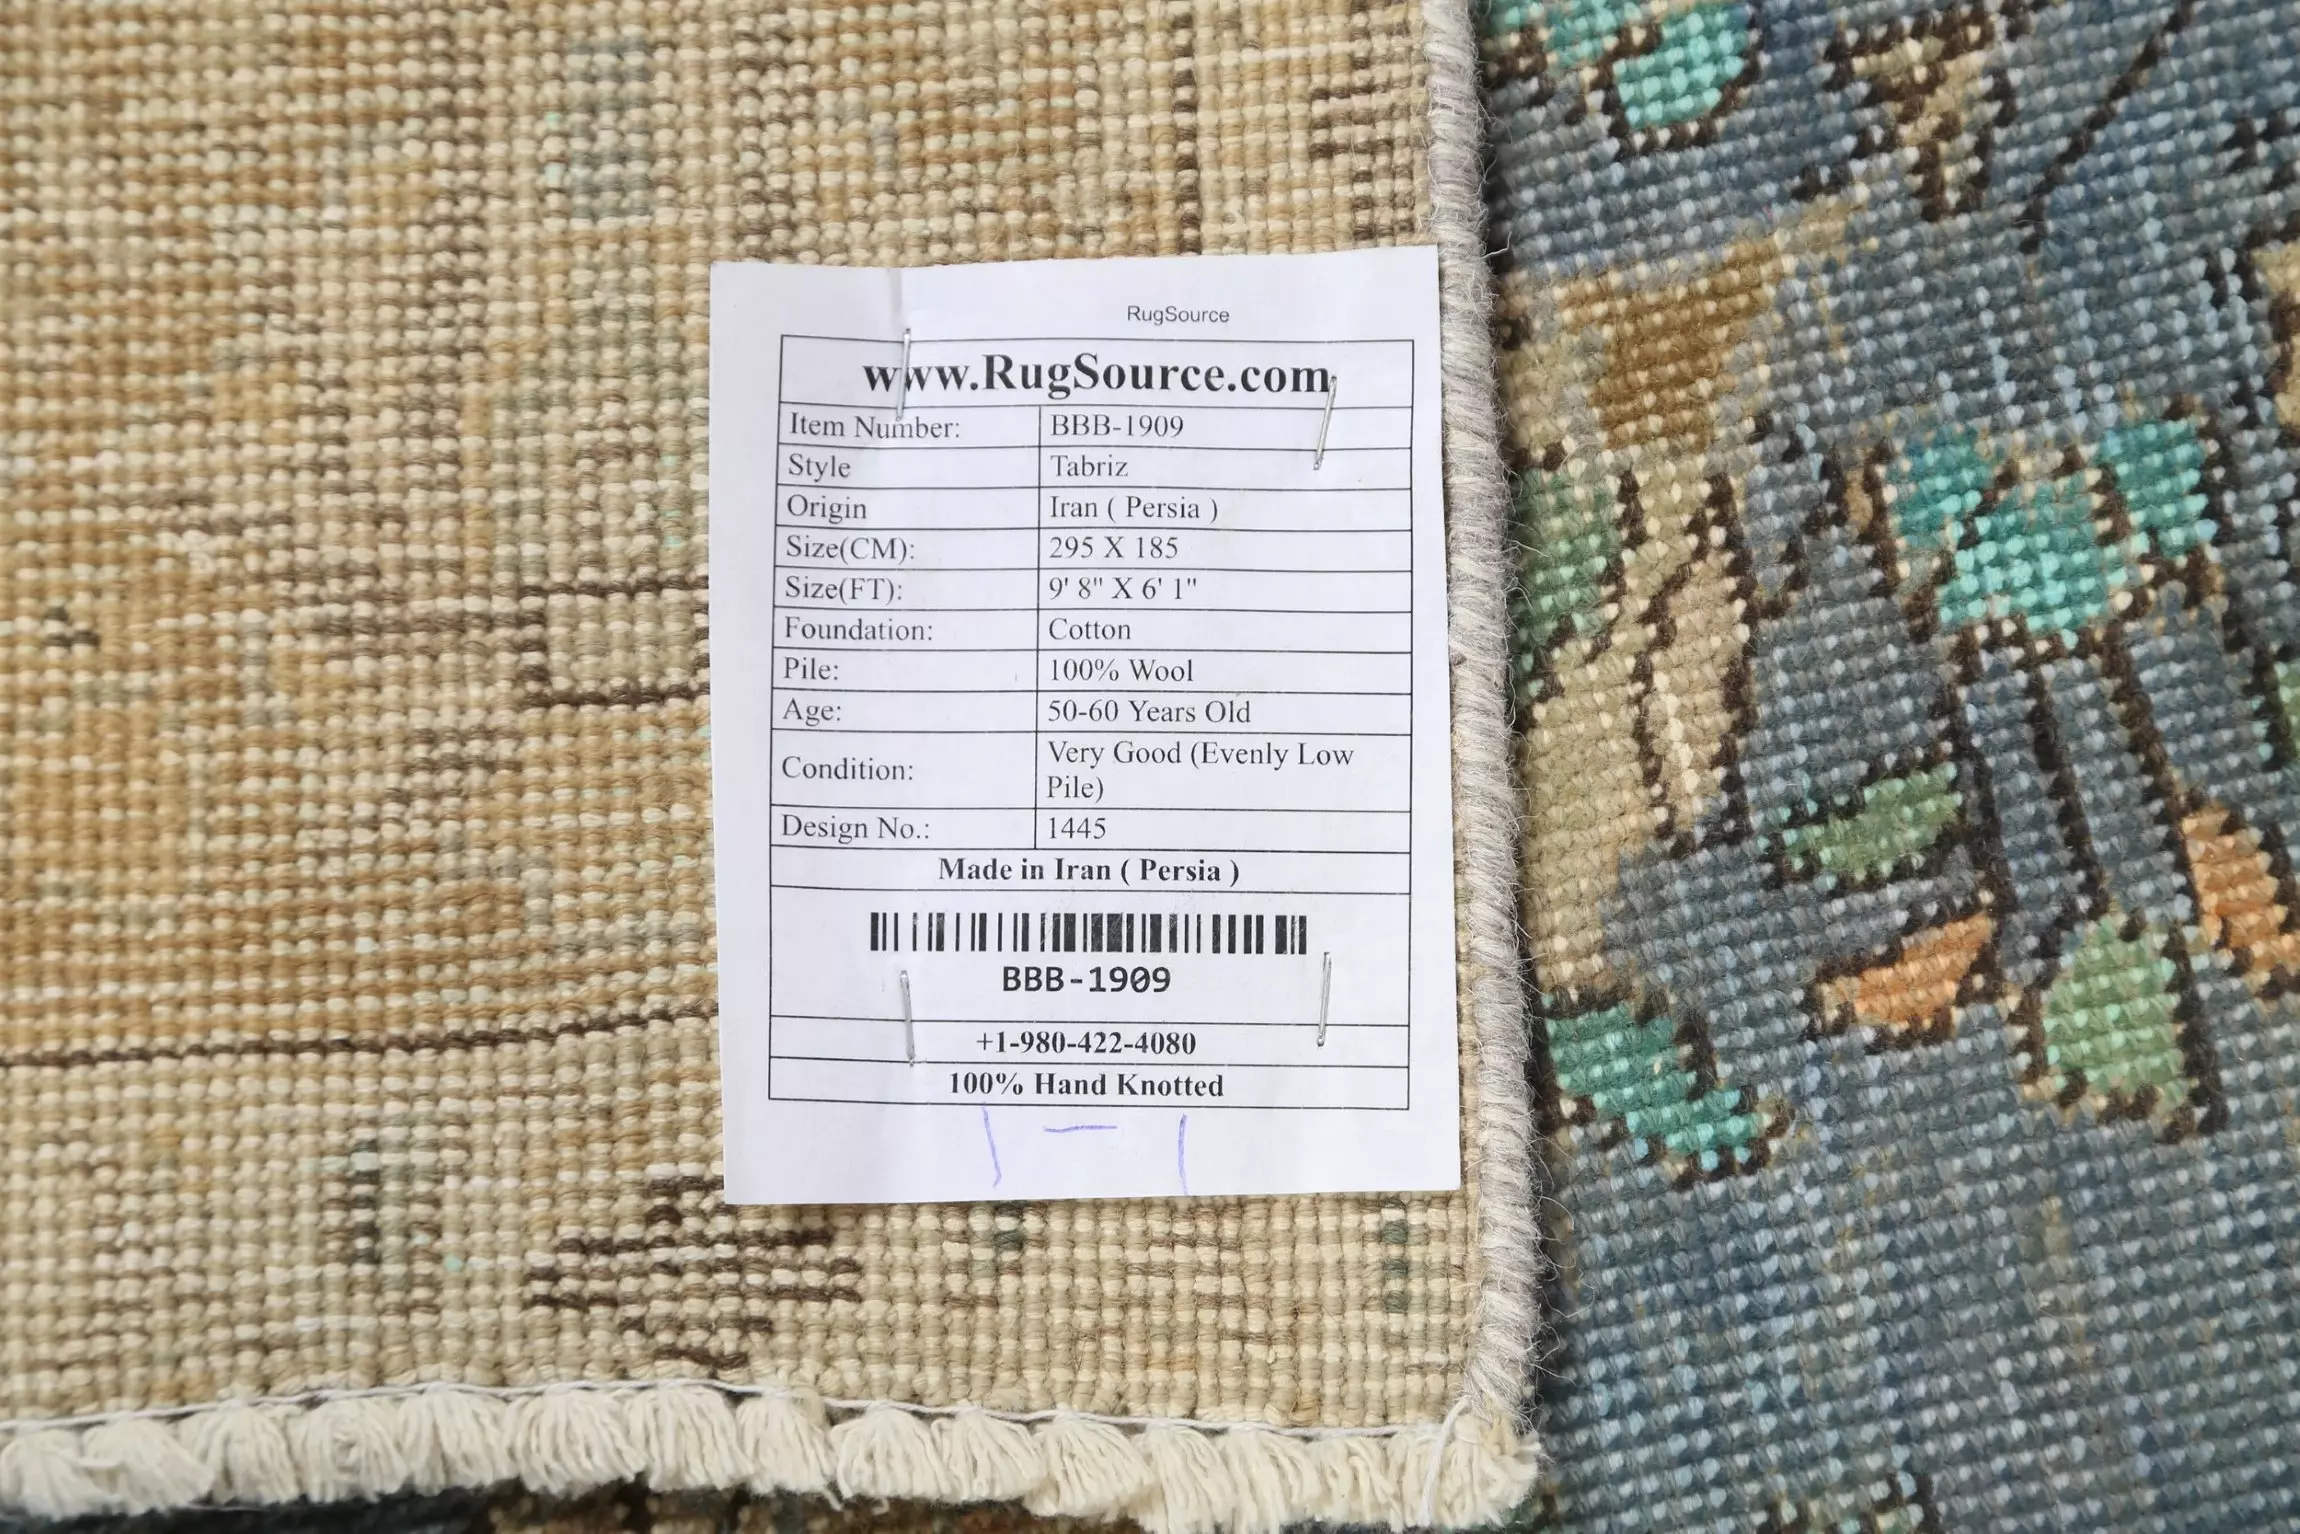 RugSource
www.RugSource.com
Item Number: BBB-1909
Style Tabriz
Origin Iran ( Persia )
Size(CM): 295 X 185
Size(FT): 9' 8" X 6' 1"
Foundation: Cotton
Pile: 100% Wool
Age: 50-60 Years Old
Condition: Very Good (Evenly Low
Pile)
Design No.: 1445
Made in Iran ( Persia )
BBB-1909
+1-980-422-4080
100% Hand Knotted